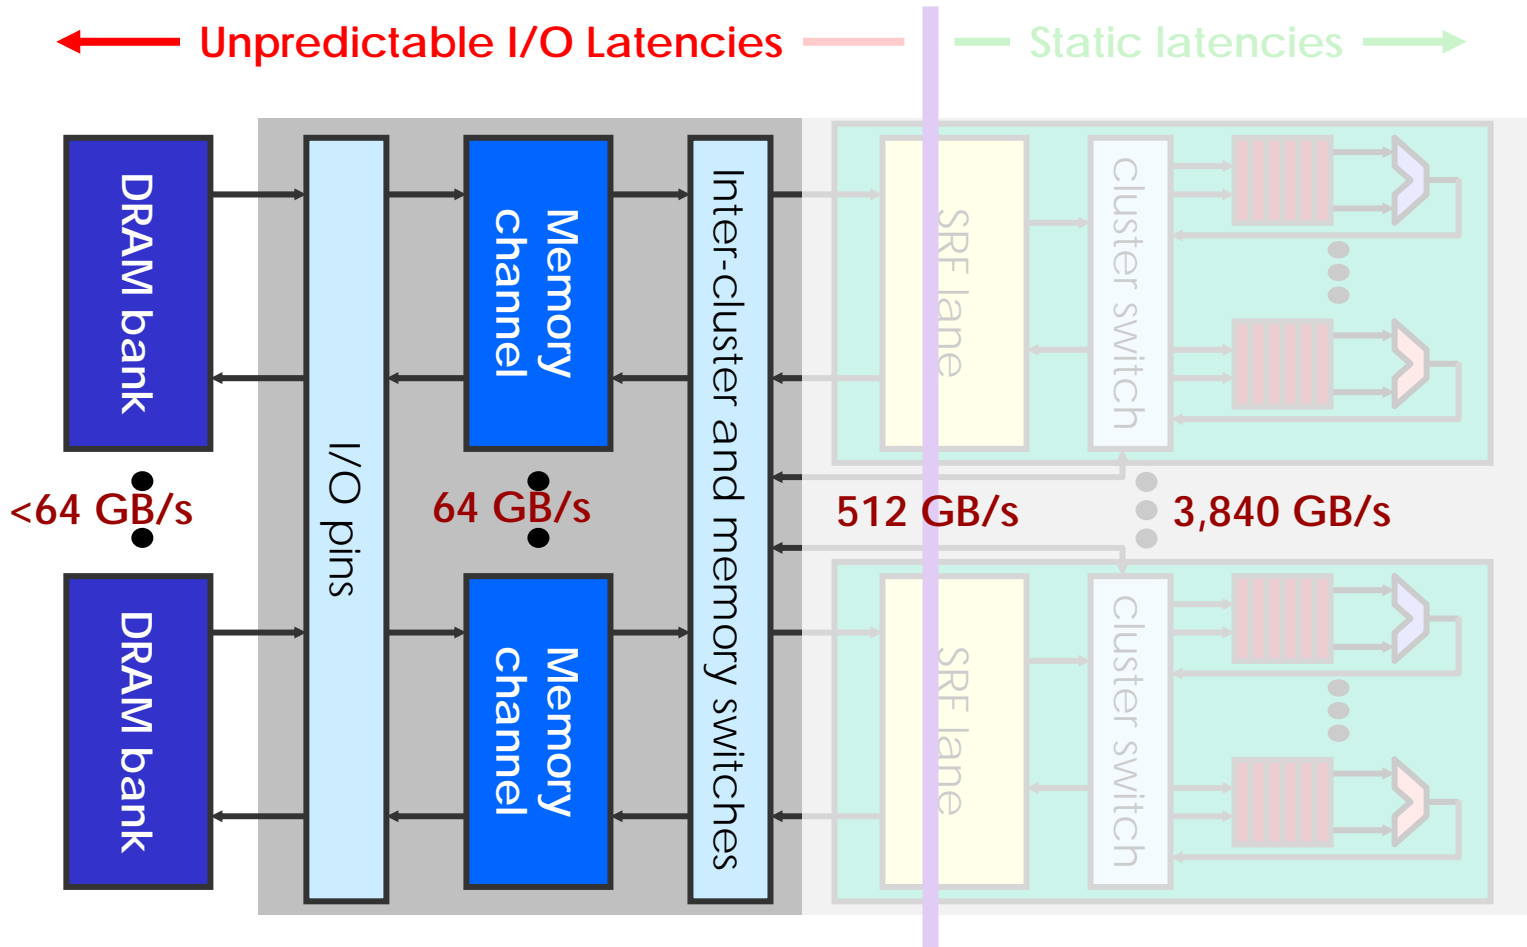 Unpredictable I/O Latencies
Static latencies
DRAM bank
I/O pins
Memory
channel
Inter-cluster and memory switches
SRF lane
Cluster switch
<64 GB/s
64 GB/s
512 GB/s
3,840 GB/s
DRAM bank
Memory
channel
SRF lane
Cluster switch